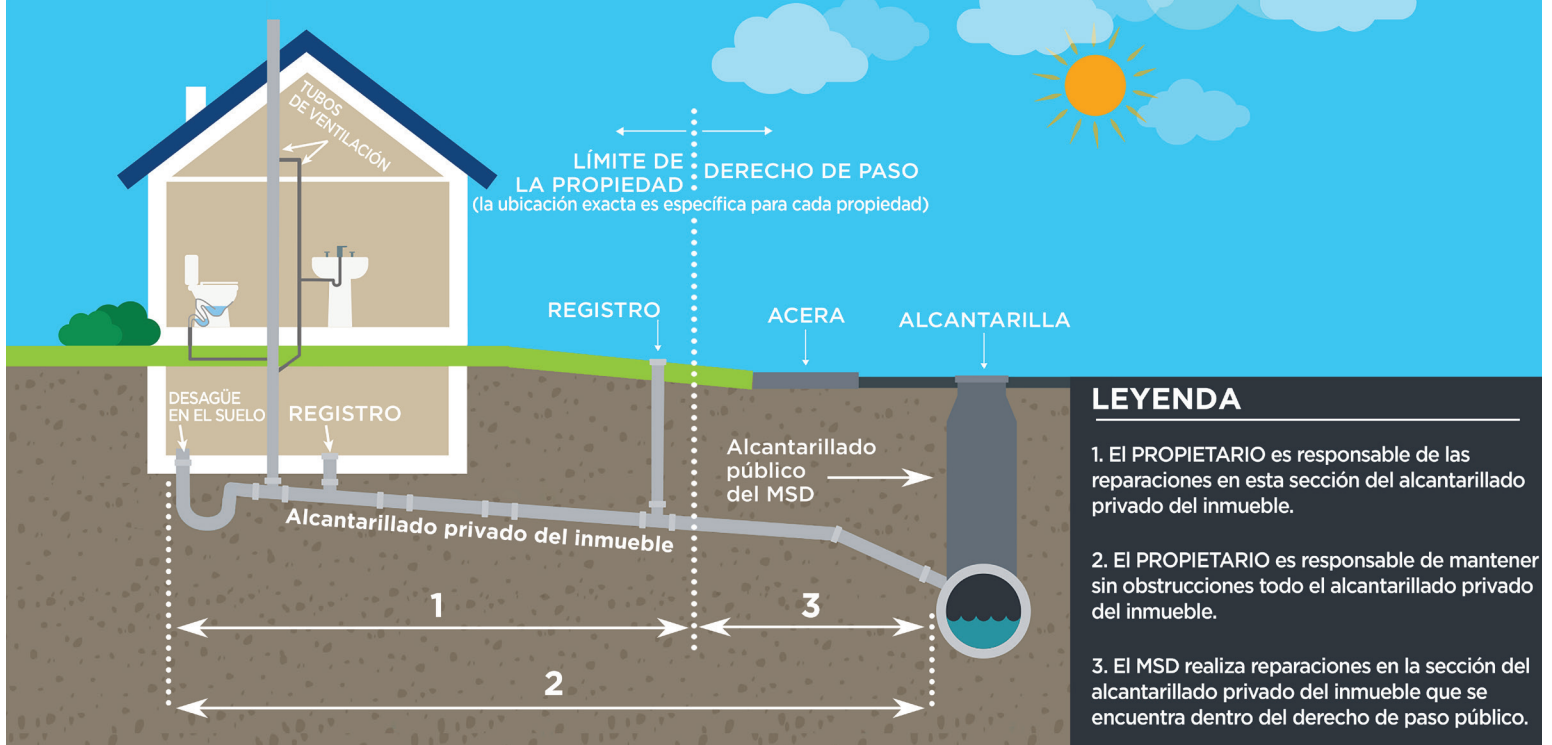 TUBOS
DE VENTILACIÓN
LÍMITE DE
LA PROPIEDAD
DERECHO DE PASO
(la ubicación exacta es específica para cada propiedad)
REGISTRO
ACERA
ALCANTARILLA
DESAGÜE
EN EL SUELO
REGISTRO
Alcantarillado
público
del MSD
Alcantarillado privado del inmueble
1
3
2
LEYENDA
1. El PROPIETARIO es responsable de las
reparaciones en esta sección del alcantarillado
privado del inmueble.
2. El PROPIETARIO es responsable de mantener
sin obstrucciones todo el alcantarillado privado
del inmueble.
3. El MSD realiza reparaciones en la sección del
alcantarillado privado del inmueble que se
encuentra dentro del derecho de paso público.